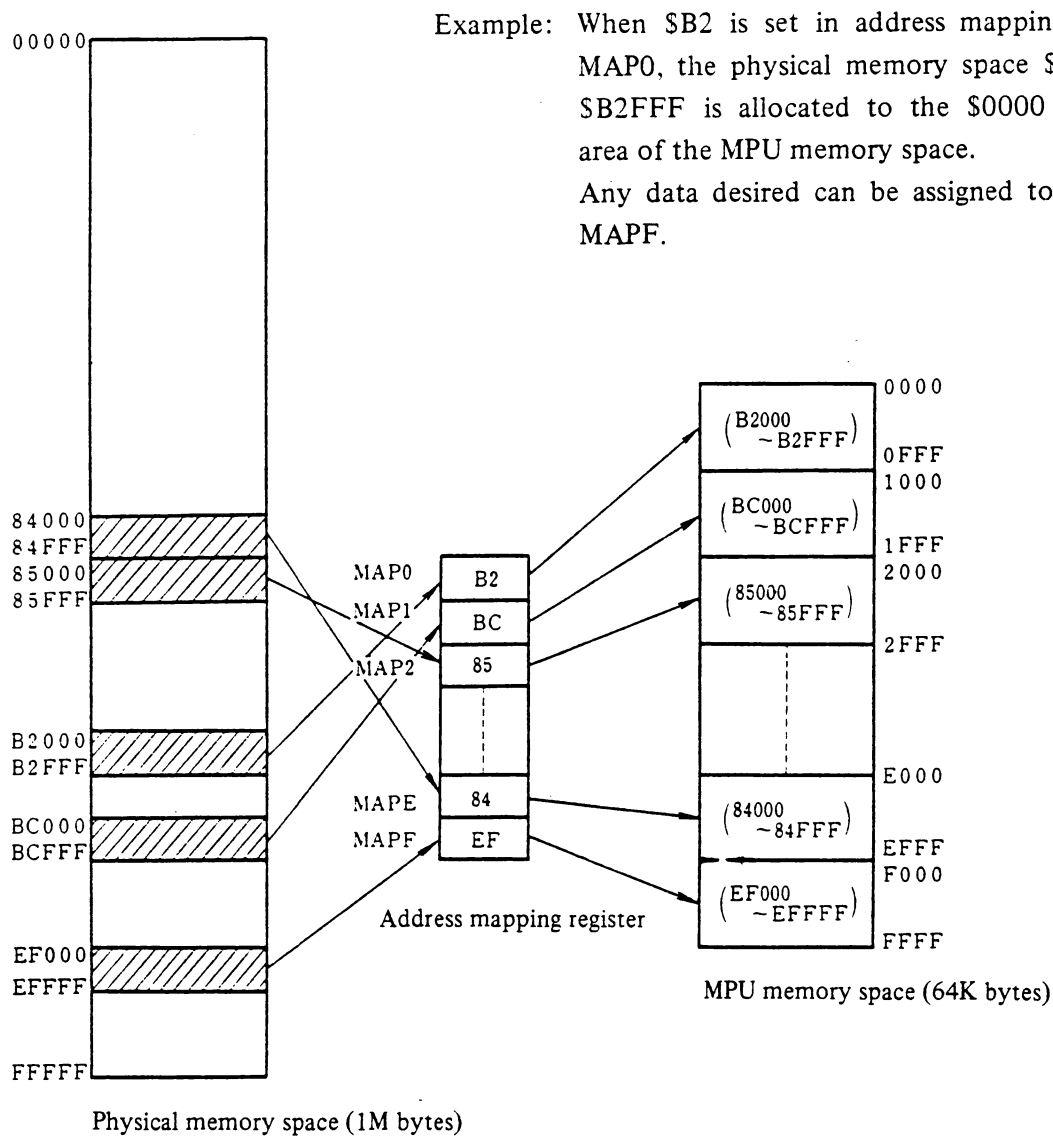 Example: When $B2 is set in address mappin
MAP0, the physical memory space $
$B2FFF is allocated to the $0000
area of the MPU memory space.
Any data desired can be assigned to
MAPF.
00000
84000
84FFF
85000
85FFF
B2000
B2FFF
BC000
BCFFF
EF000
EFFFF
FFFFF
Physical memory space (1M bytes)
MAP0
MAP1
MAP2
MAPE
MAPF
B2
BC
85
84
EF
Address mapping register
(B2000
~B2FFF)
(BC000
~BCFFF)
(85000
~85FFF)
(84000
~84FFF)
(EF000
~EFFFF)
0000
0FFF
1000
1FFF
2000
2FFF
E000
EFFF
F000
FFFF
MPU memory space (64K bytes)